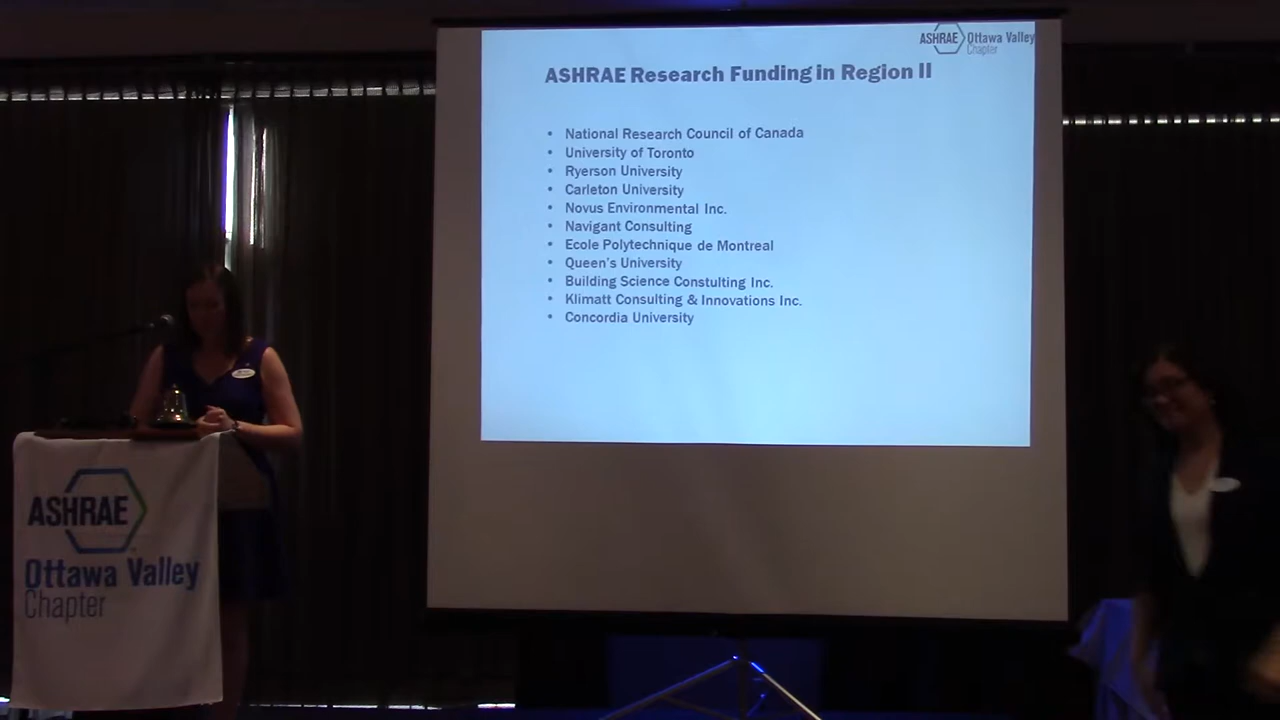 ASHRAE Ottawa Valley
Chapter
ASHRAE Research Funding in Region II
• National Research Council of Canada
• University of Toronto
• Ryerson University
• Carleton University
• Novus Environmental Inc.
• Navigant Consulting
• Ecole Polytechnique de Montreal
• Queen's University
• Building Science Constulting Inc.
• Klimatt Consulting & Innovations Inc.
• Concordia University
ASHRAE
Ottawa Valley
Chapter